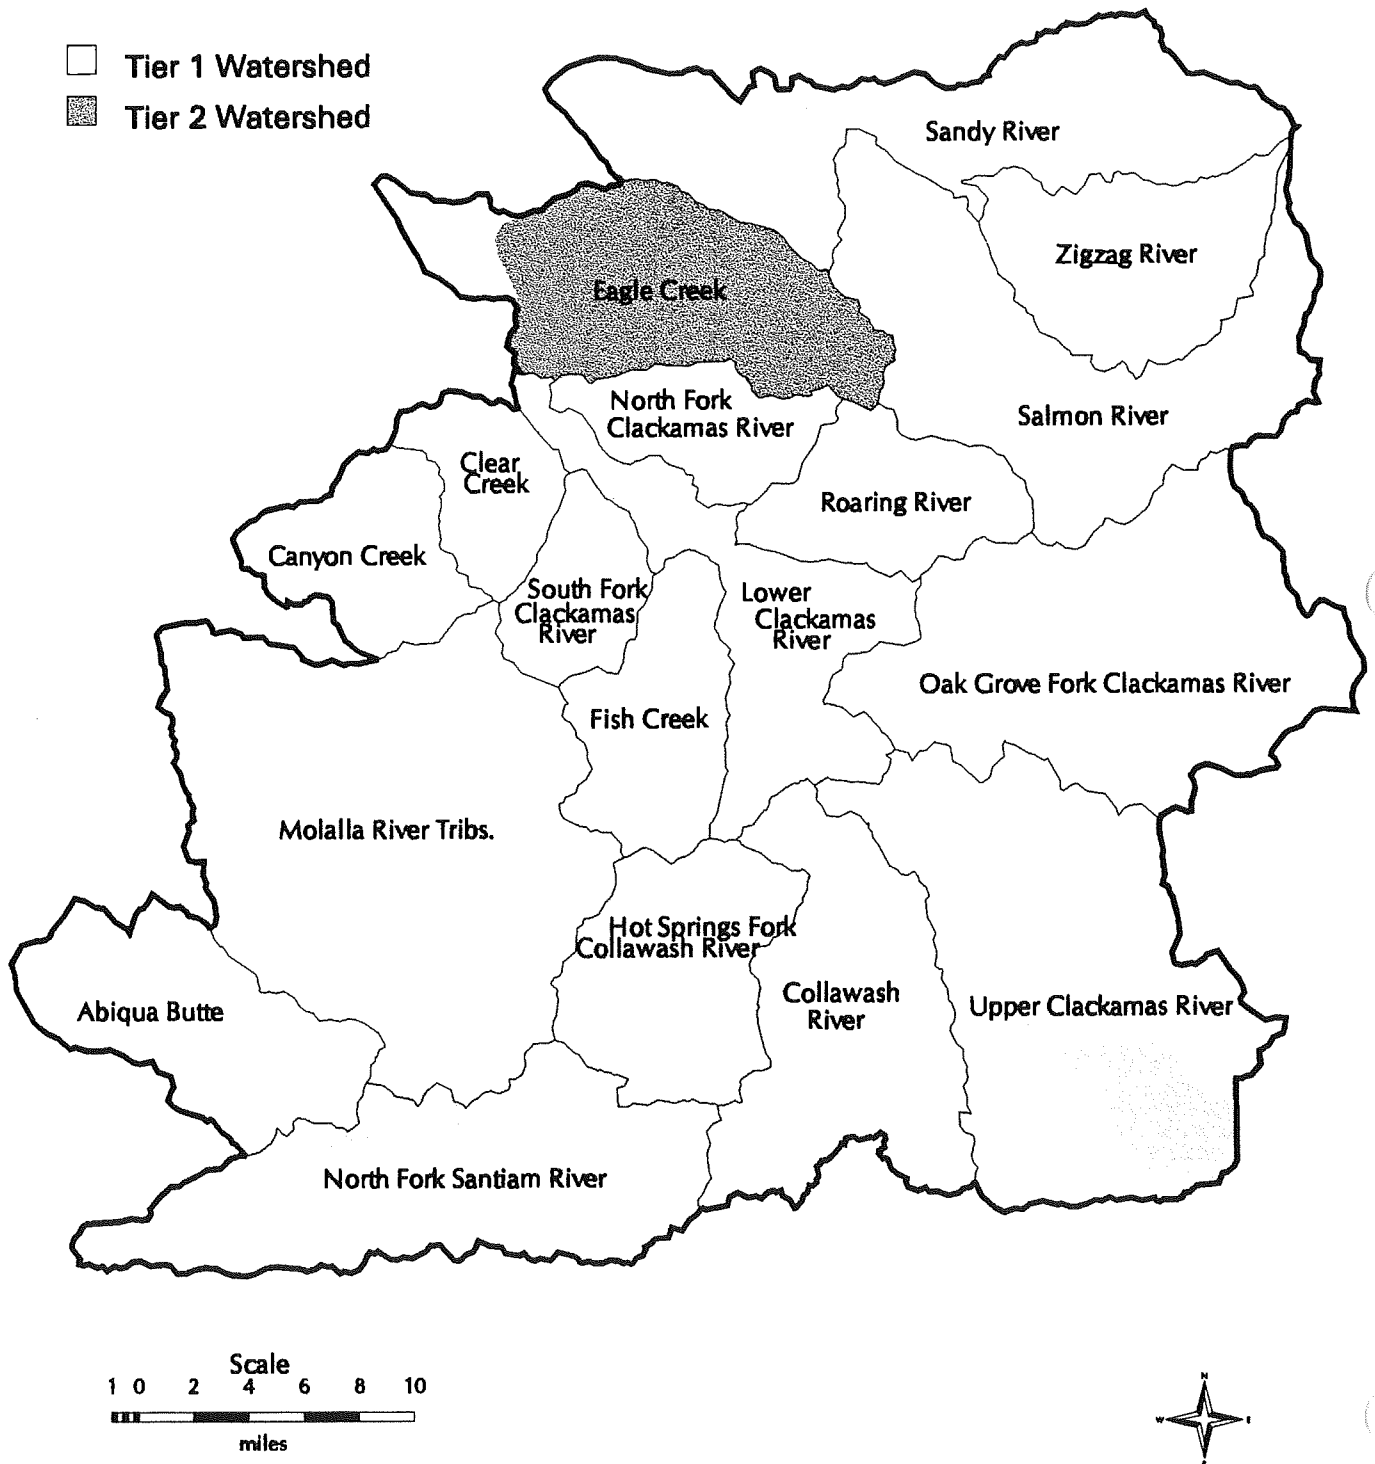 Tier 1 Watershed
Tier 2 Watershed
Sandy River
Zigzag River
Eagle Creek
North Fork
Clackamas River
Salmon River
Clear
Creek
Roaring River
Canyon Creek
South Fork
Clackamas
River
Lower
Clackamas
River
Oak Grove Fork Clackamas River
Fish Creek
Molalla River Tribs.
Hot Springs Fork
Collawash River
Collawash
River
Abiqua Butte
Upper Clackamas River
North Fork Santiam River
Scale
1 0 2 4 6 8 10
miles
N
W E